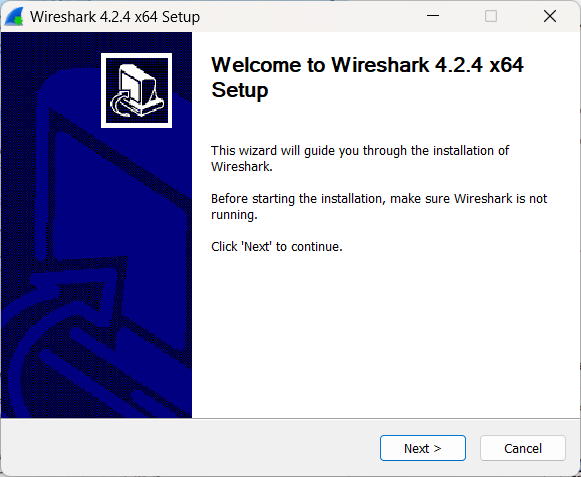 Wireshark 4.2.4 x64 Setup
Welcome to Wireshark 4.2.4 x64
Setup
This wizard will guide you through the installation of
Wireshark.
Before starting the installation, make sure Wireshark is not
running.
Click 'Next' to continue.
Next >
Cancel